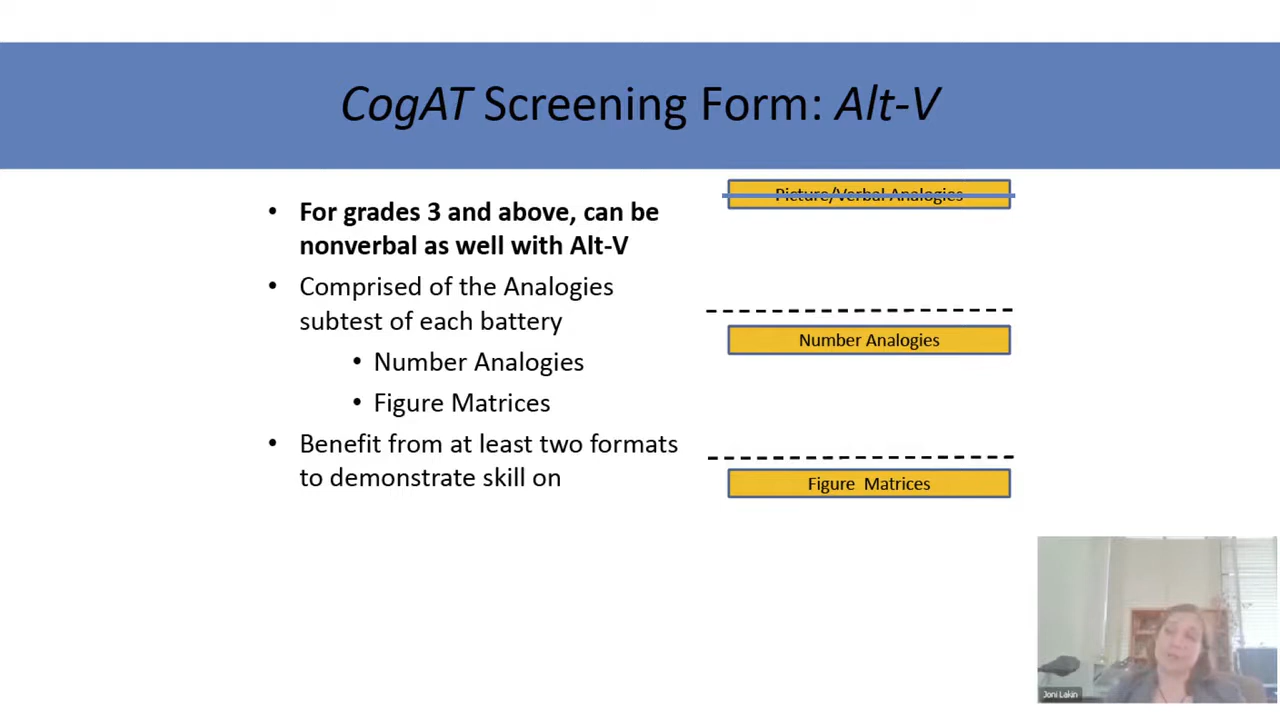 CogAT Screening Form: Alt-V
• For grades 3 and above, can be
nonverbal as well with Alt-V
• Comprised of the Analogies
subtest of each battery
• Number Analogies
• Figure Matrices
• Benefit from at least two formats
to demonstrate skill on
Picture/Verbal Analogies
Number Analogies
Figure Matrices
Joni Lakin